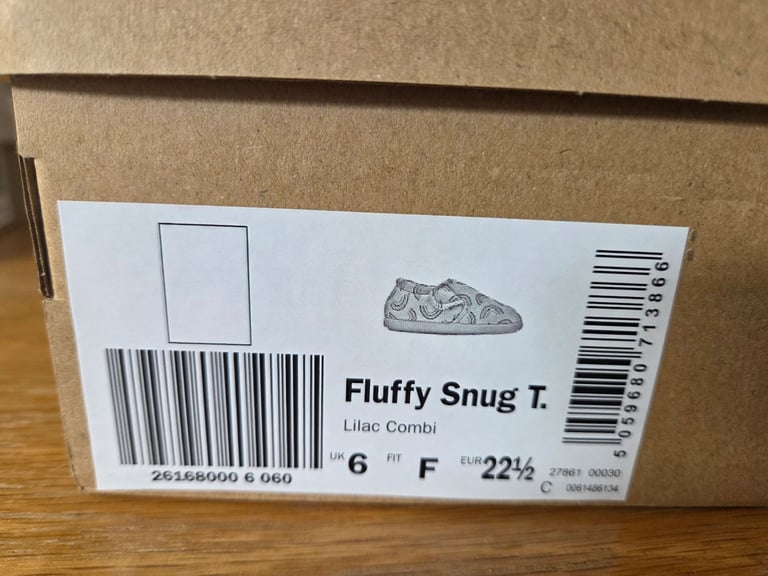 Fluffy Snug T.
Lilac Combi
UK 6 FIT F EUR 22½
26168000 6 060
27861 00030
C 0061486134
5 059680 713866